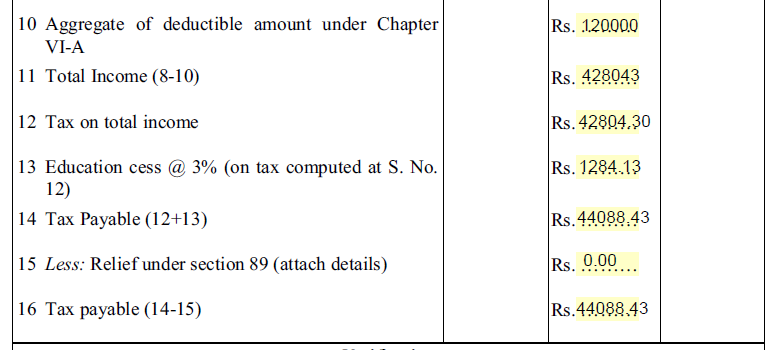 10 Aggregate of deductible amount under Chapter Rs. 120000
VI-A
11 Total Income (8-10) Rs. 428043
12 Tax on total income Rs. 42804.30
13 Education cess @ 3% (on tax computed at S. No. Rs. 1284.13
12)
14 Tax Payable (12+13) Rs. 44088.43
15 Less: Relief under section 89 (attach details) Rs. 0.00
16 Tax payable (14-15) Rs. 44088.43